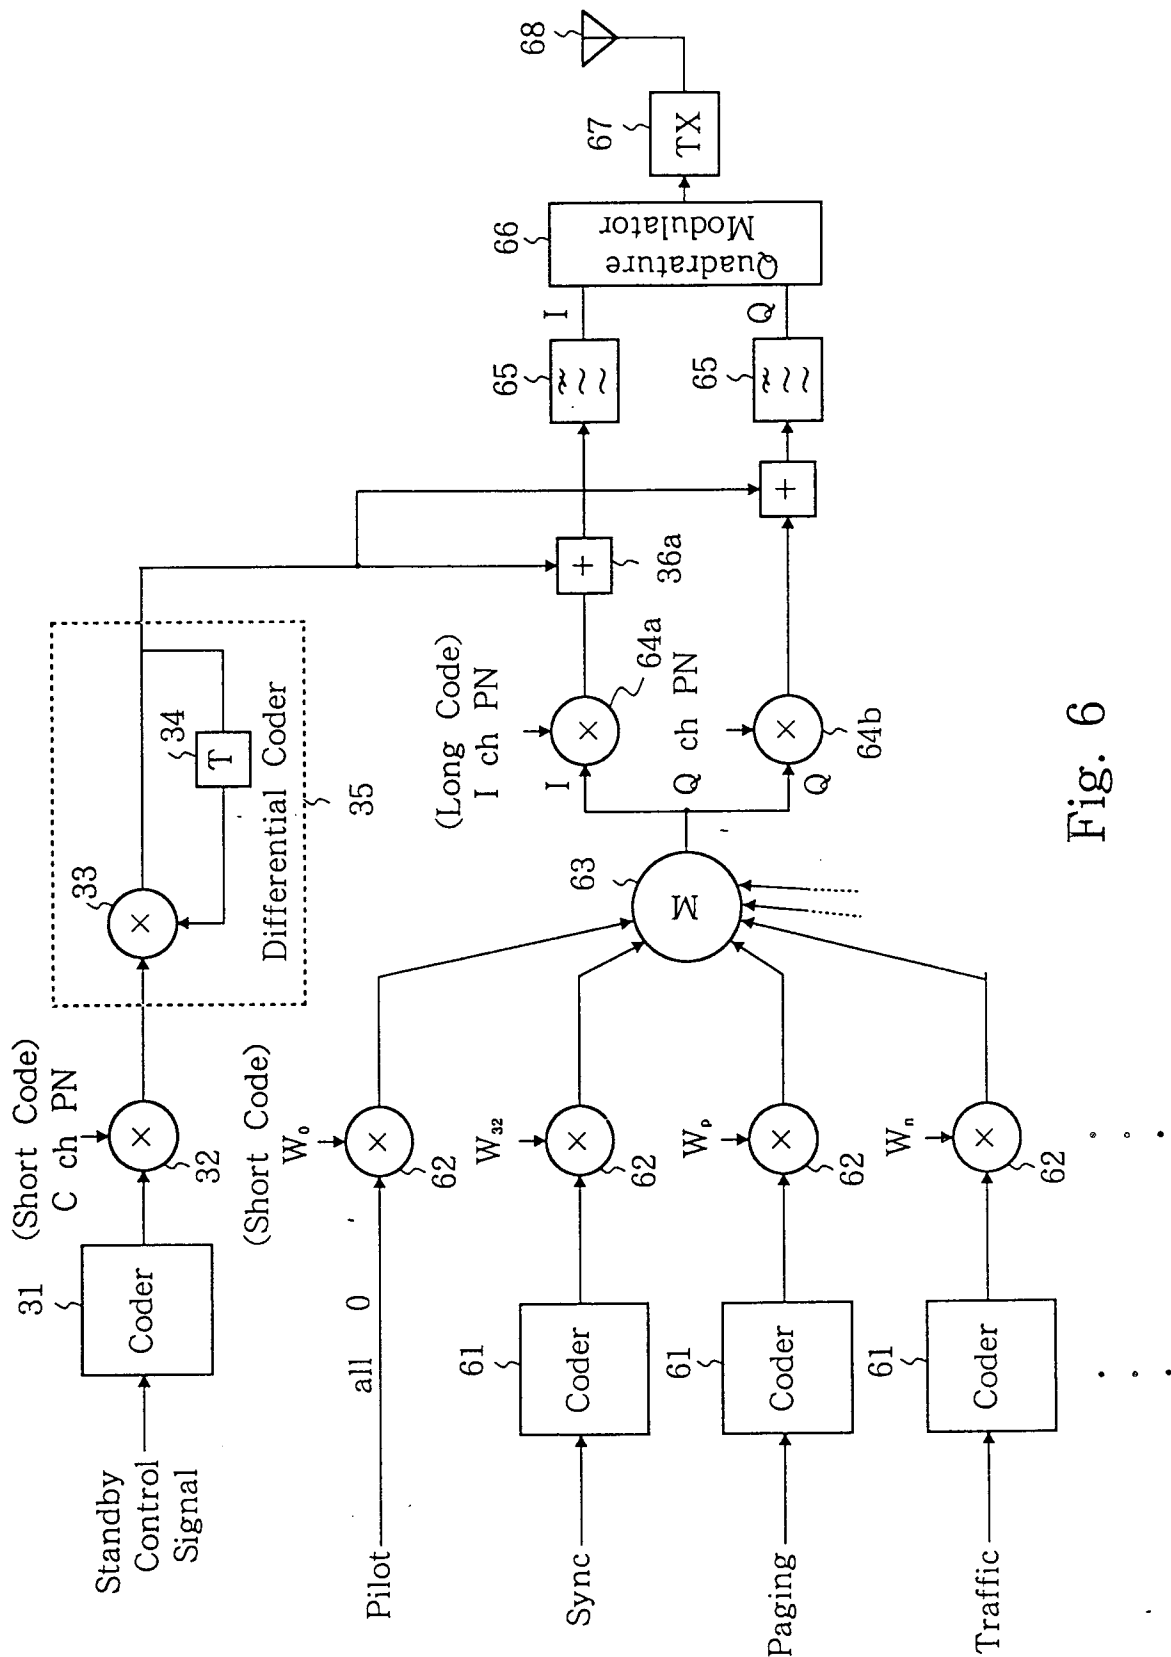 Standby
Control
Signal
31
Coder
(Short Code)
C ch PN
×
32
33
×
T
34
Differential Coder
35
(Short Code)
W₀
Pilot
all 0
×
62
Sync
61
Coder
W₃₂
×
62
Paging
61
Coder
Wₚ
×
62
Traffic
61
Coder
Wₙ
×
62
63
M
(Long Code)
I ch PN
I
×
64a
Q ch PN
Q
×
64b
+
36a
+
65
65
I
Q
66
Quadrature
Modulator
67
TX
68
Fig. 6